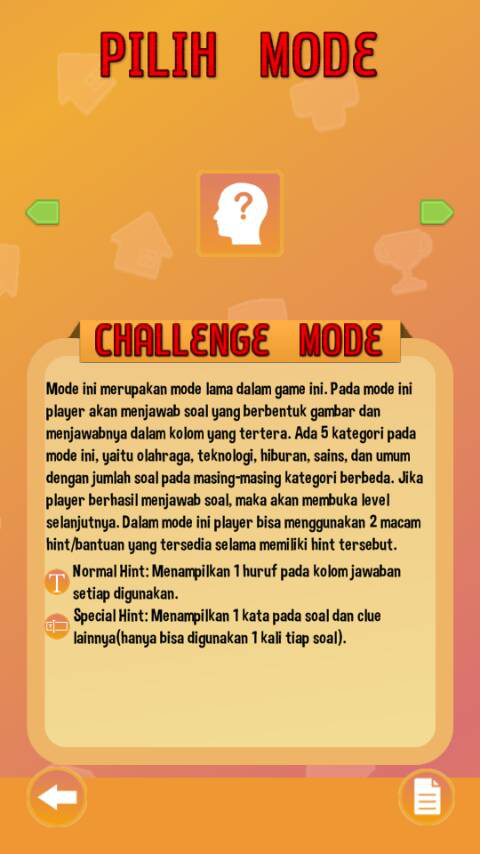 PILIH MODE
?
CHALLENGE MODE
Mode ini merupakan mode lama dalam game ini. Pada mode ini
player akan menjawab soal yang berbentuk gambar dan
menjawabnya dalam kolom yang tertera. Ada 5 kategori pada
mode ini, yaitu olahraga, teknologi, hiburan, sains, dan umum
dengan jumlah soal pada masing-masing kategori berbeda. Jika
player berhasil menjawab soal, maka akan membuka level
selanjutnya. Dalam mode ini player bisa menggunakan 2 macam
hint/bantuan yang tersedia selama memiliki hint tersebut.
T Normal Hint: Menampilkan 1 huruf pada kolom jawaban
setiap digunakan.
Special Hint: Menampilkan 1 kata pada soal dan clue
lainnya(hanya bisa digunakan 1 kali tiap soal).